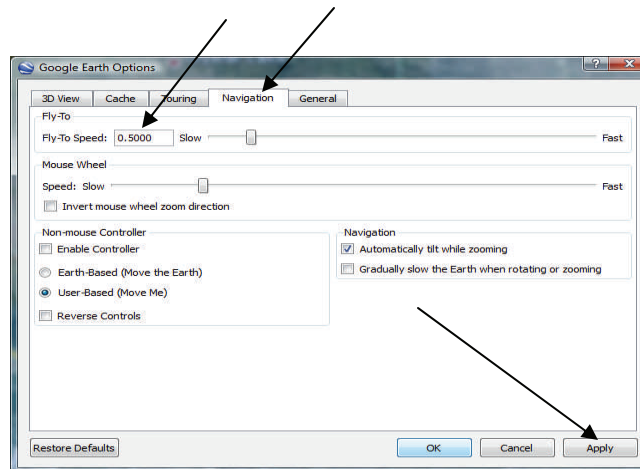 Google Earth Options
? X
3D View Cache Touring Navigation General
Fly-To
Fly-To Speed: 0.5000 Slow Fast
Mouse Wheel
Speed: Slow Fast
Invert mouse wheel zoom direction
Non-mouse Controller
Enable Controller
Earth-Based (Move the Earth)
User-Based (Move Me)
Reverse Controls
Navigation
Automatically tilt while zooming
Gradually slow the Earth when rotating or zooming
Restore Defaults OK Cancel Apply